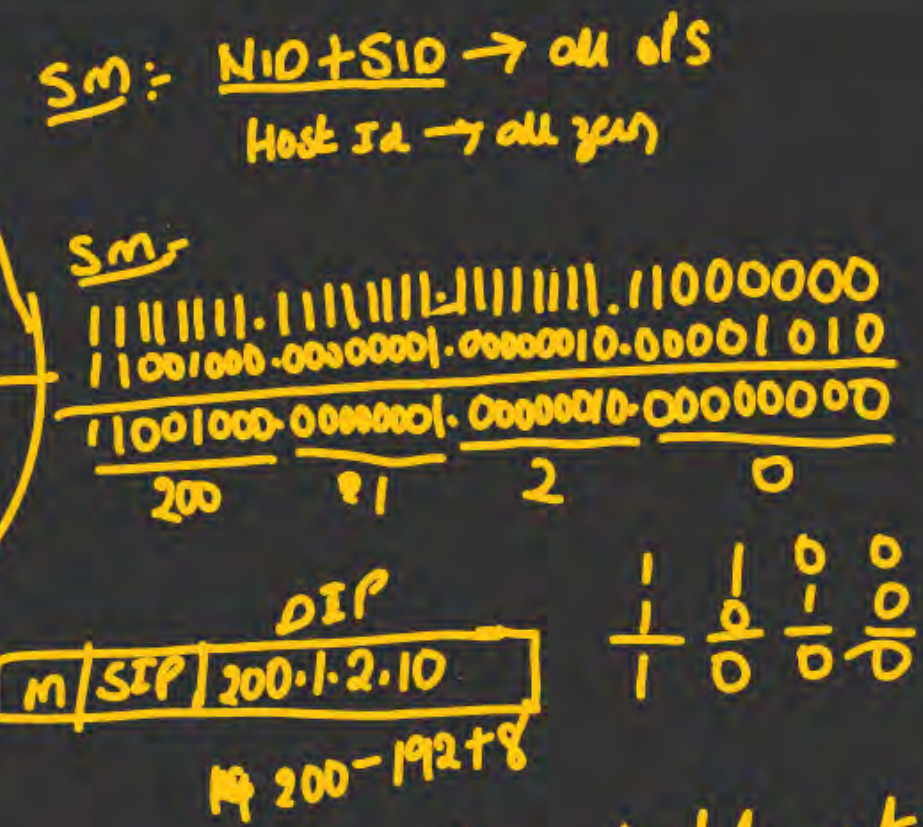 SM:- NID+SID → all 1's
Host Id → all zeros
SM:-
11111111.11111111.11111111.11000000
11001000.00000001.00000010.00001010
11001000.00000001.00000010.00000000
200 1 2 0
1 1 0 0
1 0 1 0
1 0 0 0
DIP
M SIP 200.1.2.10
200-192+8